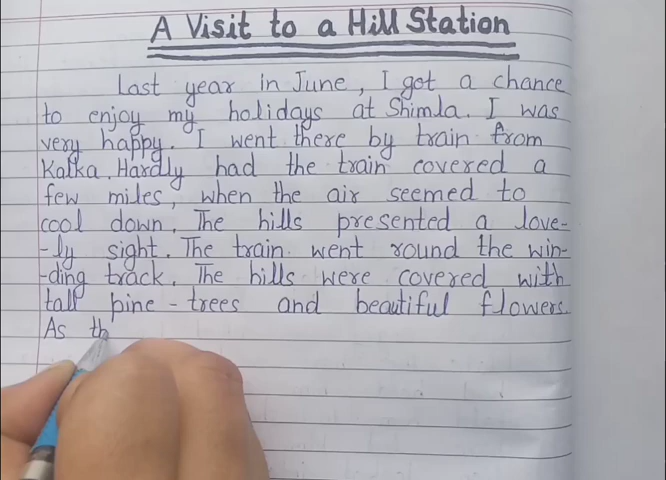 A Visit to a Hill Station
Last year in June, I got a chance
to enjoy my holidays at Shimla. I was
very happy. I went there by train from
Kalka. Hardly had the train covered a
few miles, when the air seemed to
cool down. The hills presented a love-
-ly sight. The train went round the win-
-ding track. The hills were covered with
tall pine-trees and beautiful flowers.
As th